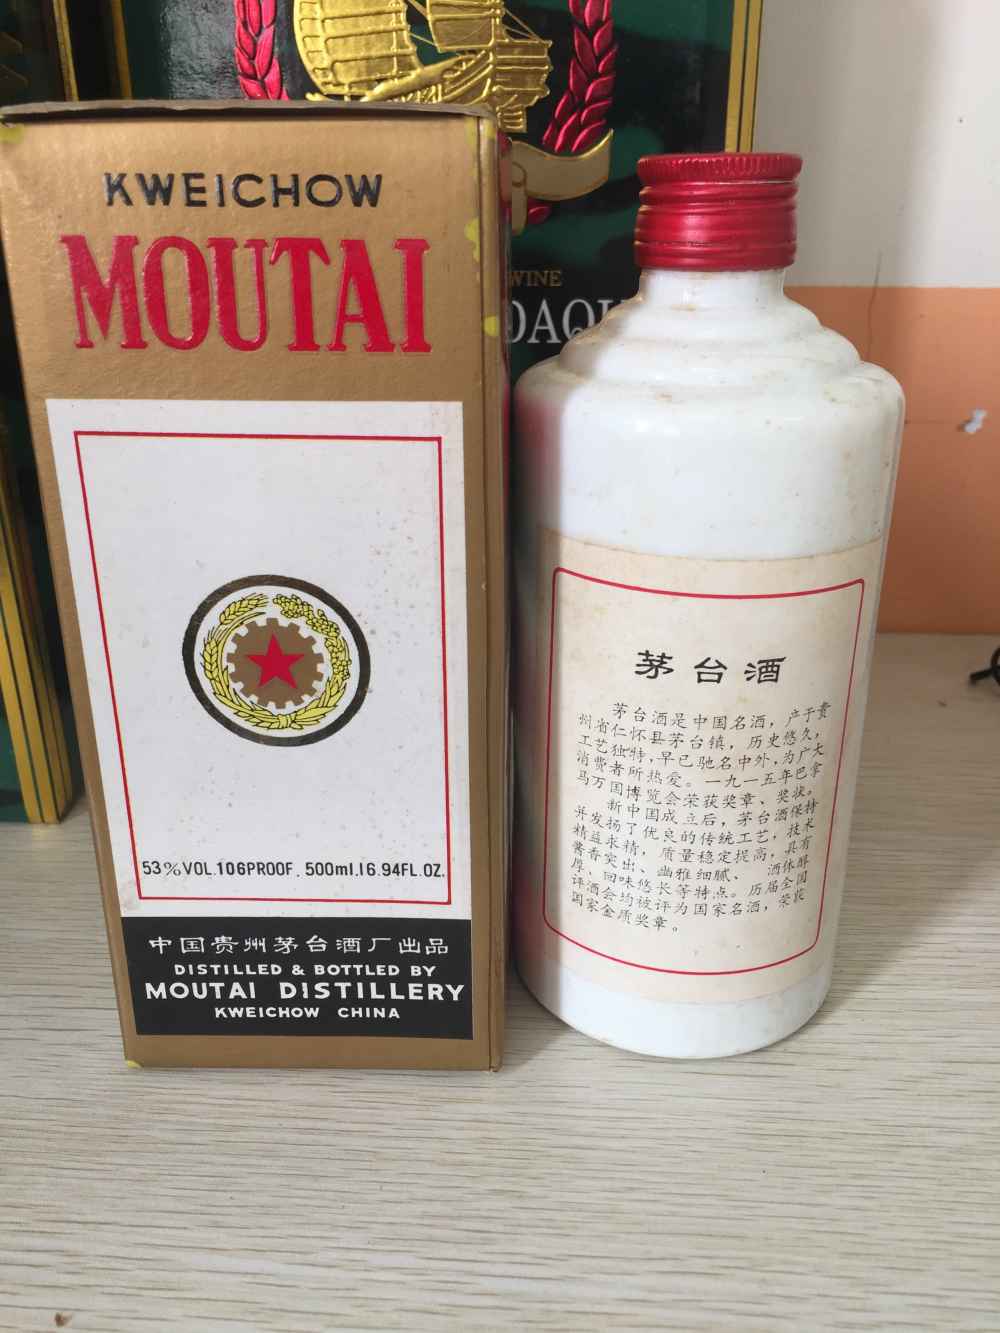 KWEICHOW
MOUTAI
53%VOL.106PROOF. 500ml.16.94FL.OZ.
中国贵州茅台酒厂出品
DISTILLED & BOTTLED BY
MOUTAI DISTILLERY
KWEICHOW CHINA
WINE
DAQU
茅台酒
茅台酒是中国名酒，产于贵
州省仁怀县茅台镇，历史悠久，
工艺独特，早已驰名中外，为广大
消费者所热爱。一九一五年巴拿
马万国博览会荣获奖章、奖状。
新中国成立后，茅台酒保持
并发扬了优良的传统工艺，技术
精益求精，质量稳定提高，具有
酱香突出、幽雅细腻、酒体醇
厚、回味悠长等特点。历届全国
评酒会均被评为国家名酒，荣获
国家金质奖章。